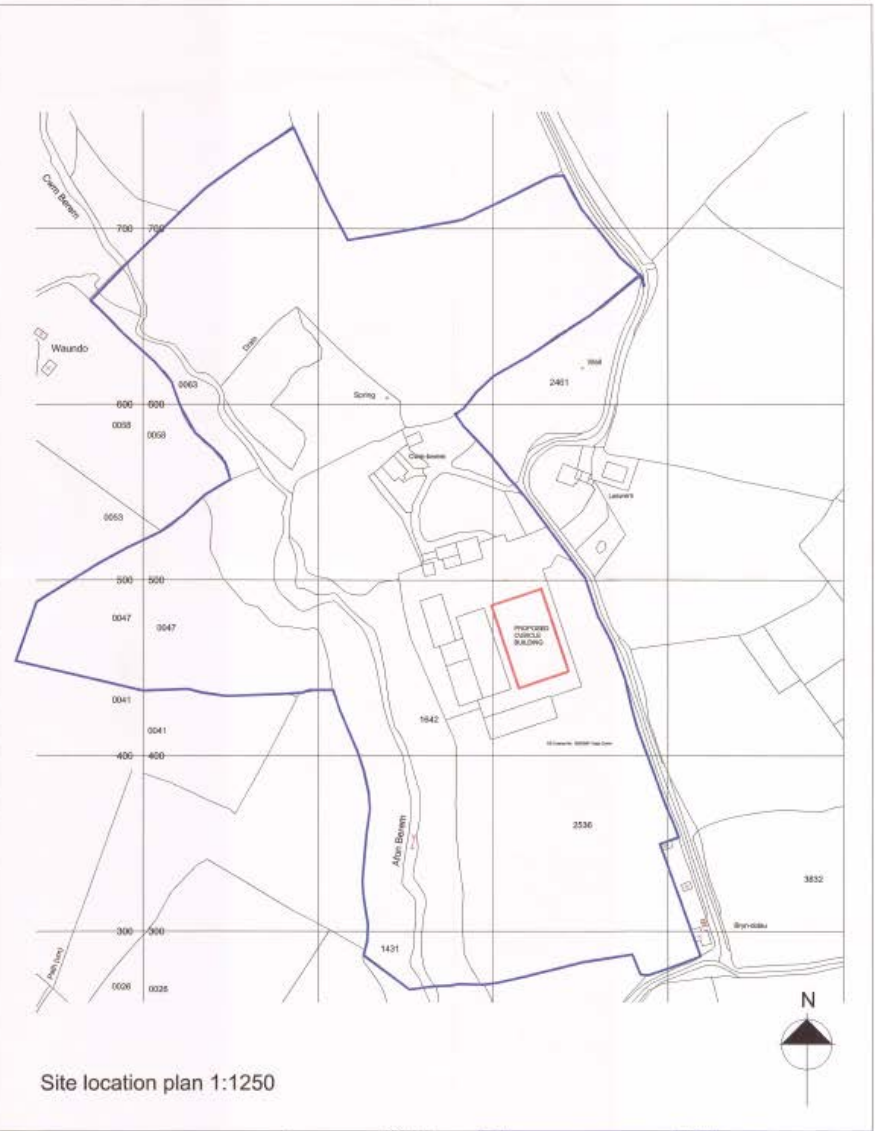 Cwm Berem
700 700
Waundo
Drain
Well
0063
2461
Spring
600 600
0058
0058
0053
500 500
0047
0047
PROPOSED
CUBICLE
BUILDING
0041
1642
0041
400 400
2536
Afon Berem
3832
300 300
1431
Path (um)
0026
0026
N
Site location plan 1:1250